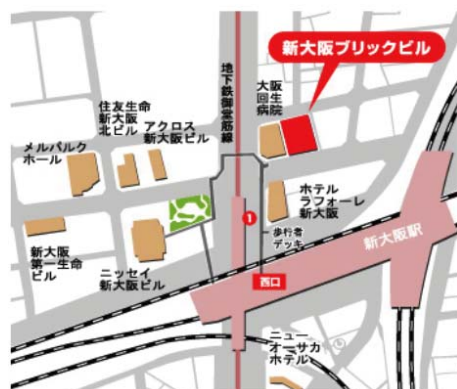 新大阪ブリックビル
地下鉄御堂筋線
大阪
回生
病院
住友生命
新大阪
北ビル
アクロス
新大阪ビル
メルパルク
ホール
ホテル
ラフォーレ
新大阪
1
歩行者
デッキ
新大阪駅
西口
新大阪
第一生命
ビル
ニッセイ
新大阪ビル
ニュー
オーサカ
ホテル